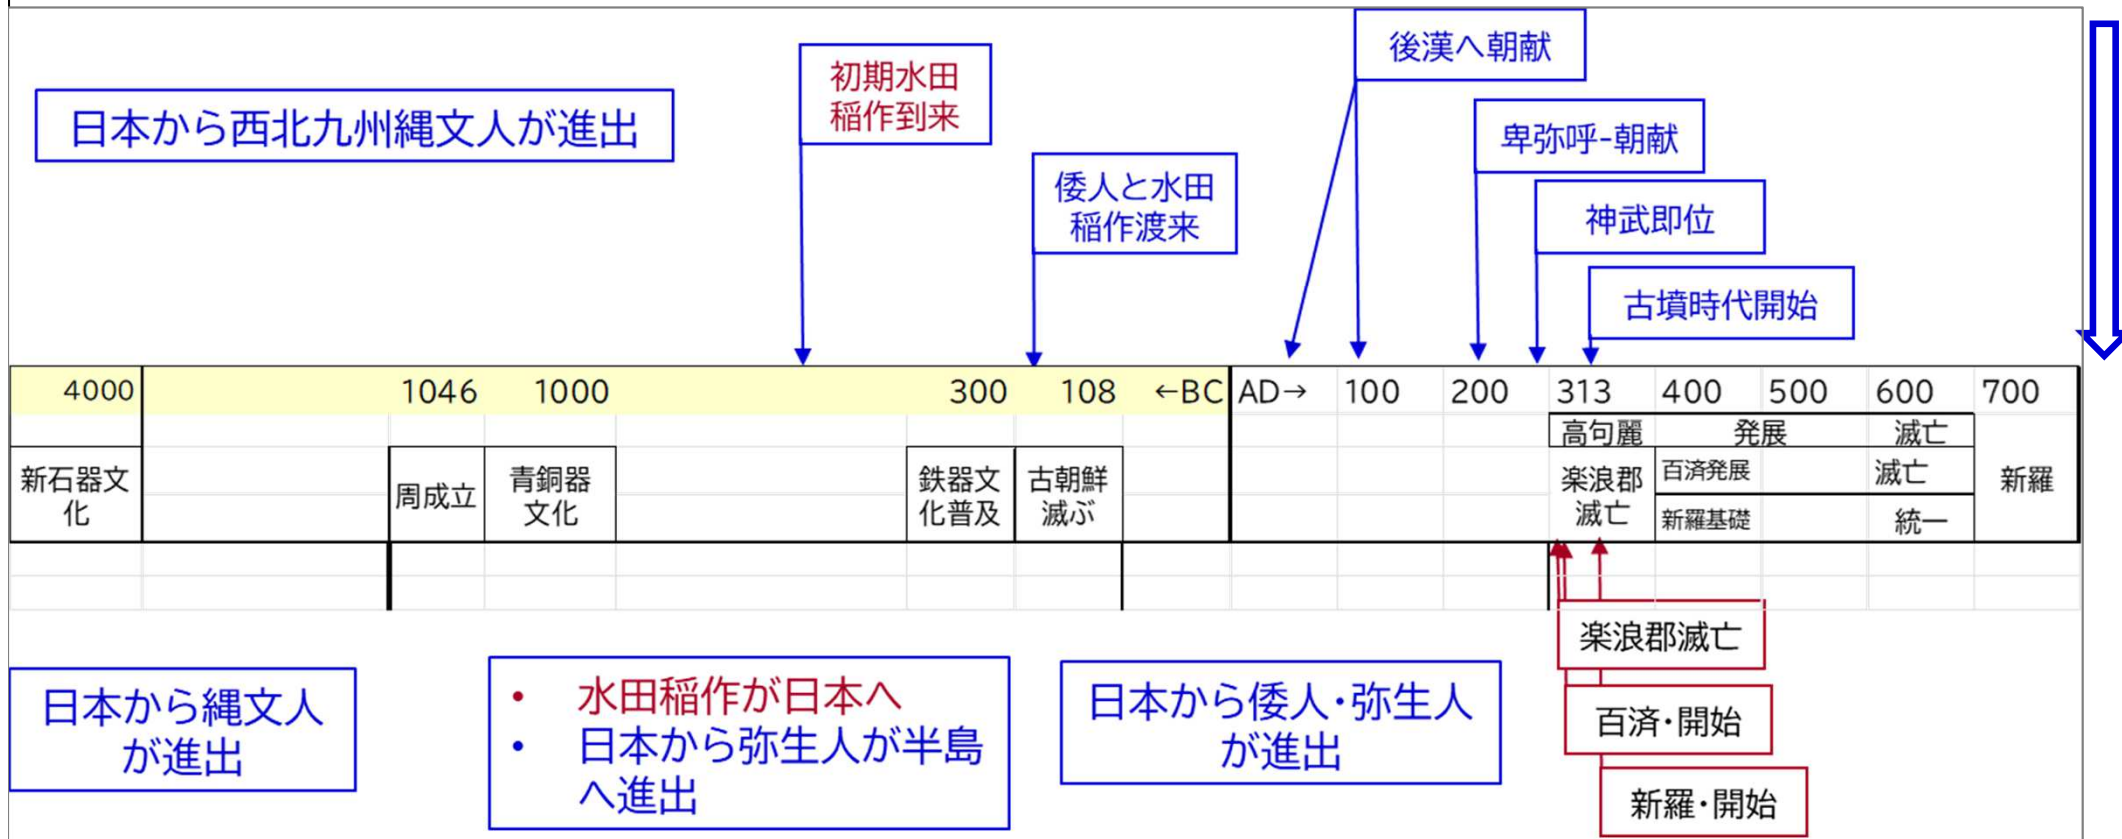 後漢へ朝献
初期水田
稲作到来
日本から西北九州縄文人が進出
卑弥呼-朝献
倭人と水田
稲作渡来
神武即位
古墳時代開始
4000 1046 1000 300 108 ←BC AD→ 100 200 313 400 500 600 700
高句麗 発展 滅亡
新石器文
化
周成立
青銅器
文化
鉄器文
化普及
古朝鮮
滅ぶ
楽浪郡
滅亡
百済発展 滅亡
新羅基礎 統一
新羅
楽浪郡滅亡
百済・開始
新羅・開始
日本から縄文人
が進出
• 水田稲作が日本へ
• 日本から弥生人が半島
へ進出
日本から倭人・弥生人
が進出